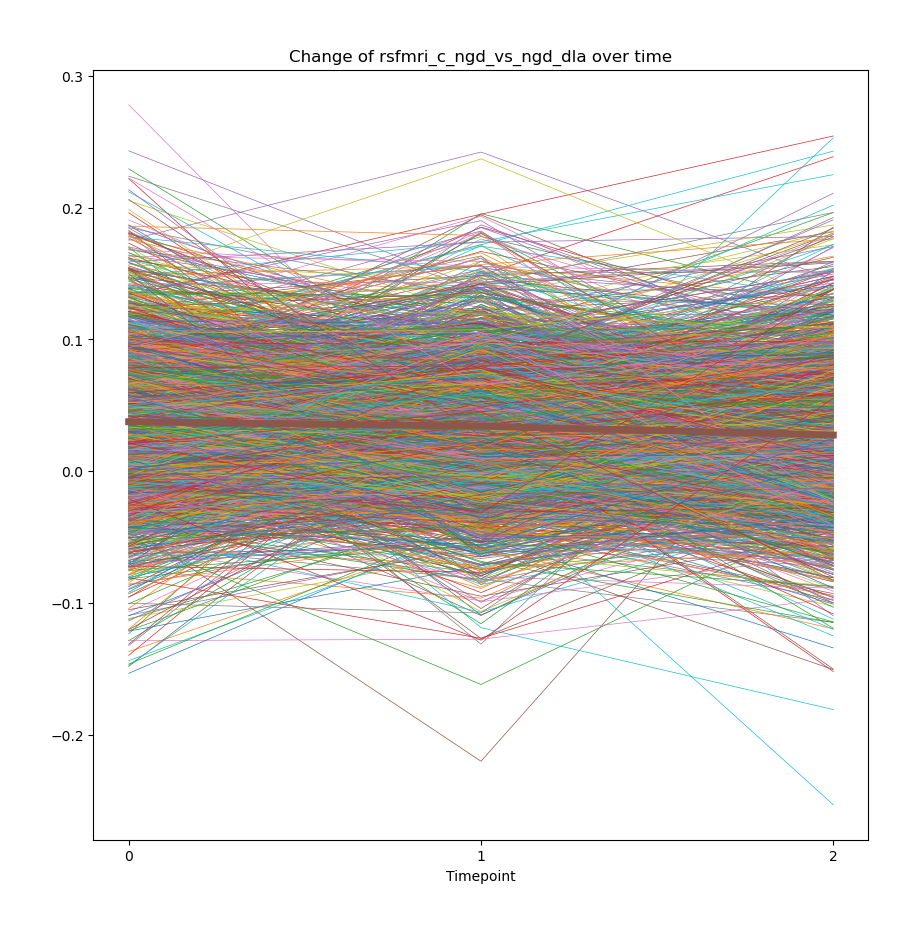 Change of rsfmri_c_ngd_vs_ngd_dla over time
0.3
0.2
0.1
0.0
−0.1
−0.2
0 1 2
Timepoint